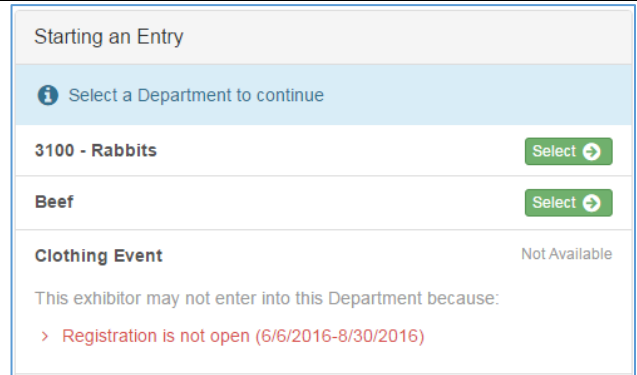 Starting an Entry
Select a Department to continue
3100 - Rabbits Select
Beef Select
Clothing Event Not Available
This exhibitor may not enter into this Department because:
> Registration is not open (6/6/2016-8/30/2016)